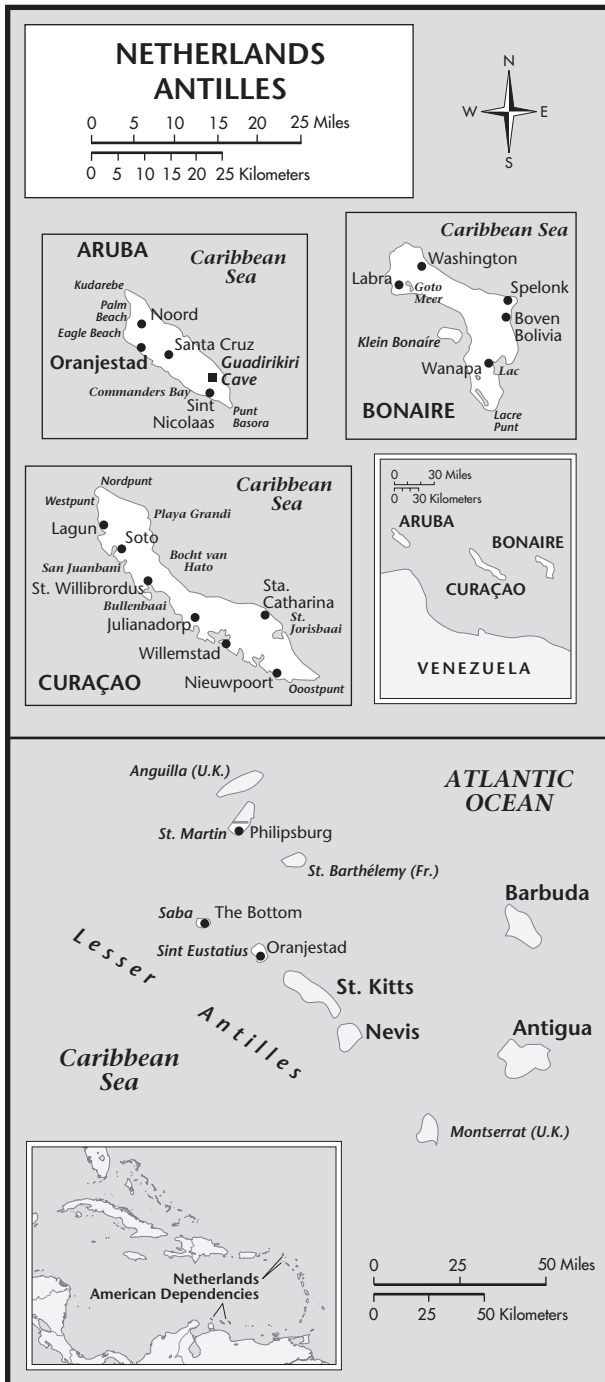 NETHERLANDS
ANTILLES
0 5 10 15 20 25 Miles
0 5 10 15 20 25 Kilometers
N
W E
S
ARUBA
Caribbean
Sea
Kudarebe
Palm
Beach
Noord
Eagle Beach
Santa Cruz
Oranjestad
Guadirikiri
Cave
Commanders Bay
Sint
Nicolaas
Punt
Basora
Caribbean Sea
Washington
Labra
Goto
Meer
Spelonk
Boven
Bolivia
Klein Bonaíre
Wanapa
Lac
BONAIRE
Lacre
Punt
Nordpunt
Caribbean
Sea
Westpunt
Playa Grandi
Lagun
Soto
Bocht van
Hato
San Juanbani
St. Willibrordus
Sta.
Catharina
Bullenbaai
St.
Jorisbaai
Julianadorp
Willemstad
CURAÇAO
Nieuwpoort
Ooostpunt
0 30 Miles
0 30 Kilometers
ARUBA
BONAIRE
CURAÇAO
VENEZUELA
Anguilla (U.K.)
ATLANTIC
OCEAN
St. Martin
Philipsburg
St. Barthélemy (Fr.)
Barbuda
Saba
The Bottom
Sint Eustatius
Oranjestad
Lesser Antilles
St. Kitts
Nevis
Antigua
Caribbean
Sea
Montserrat (U.K.)
Netherlands
American Dependencies
0 25 50 Miles
0 25 50 Kilometers